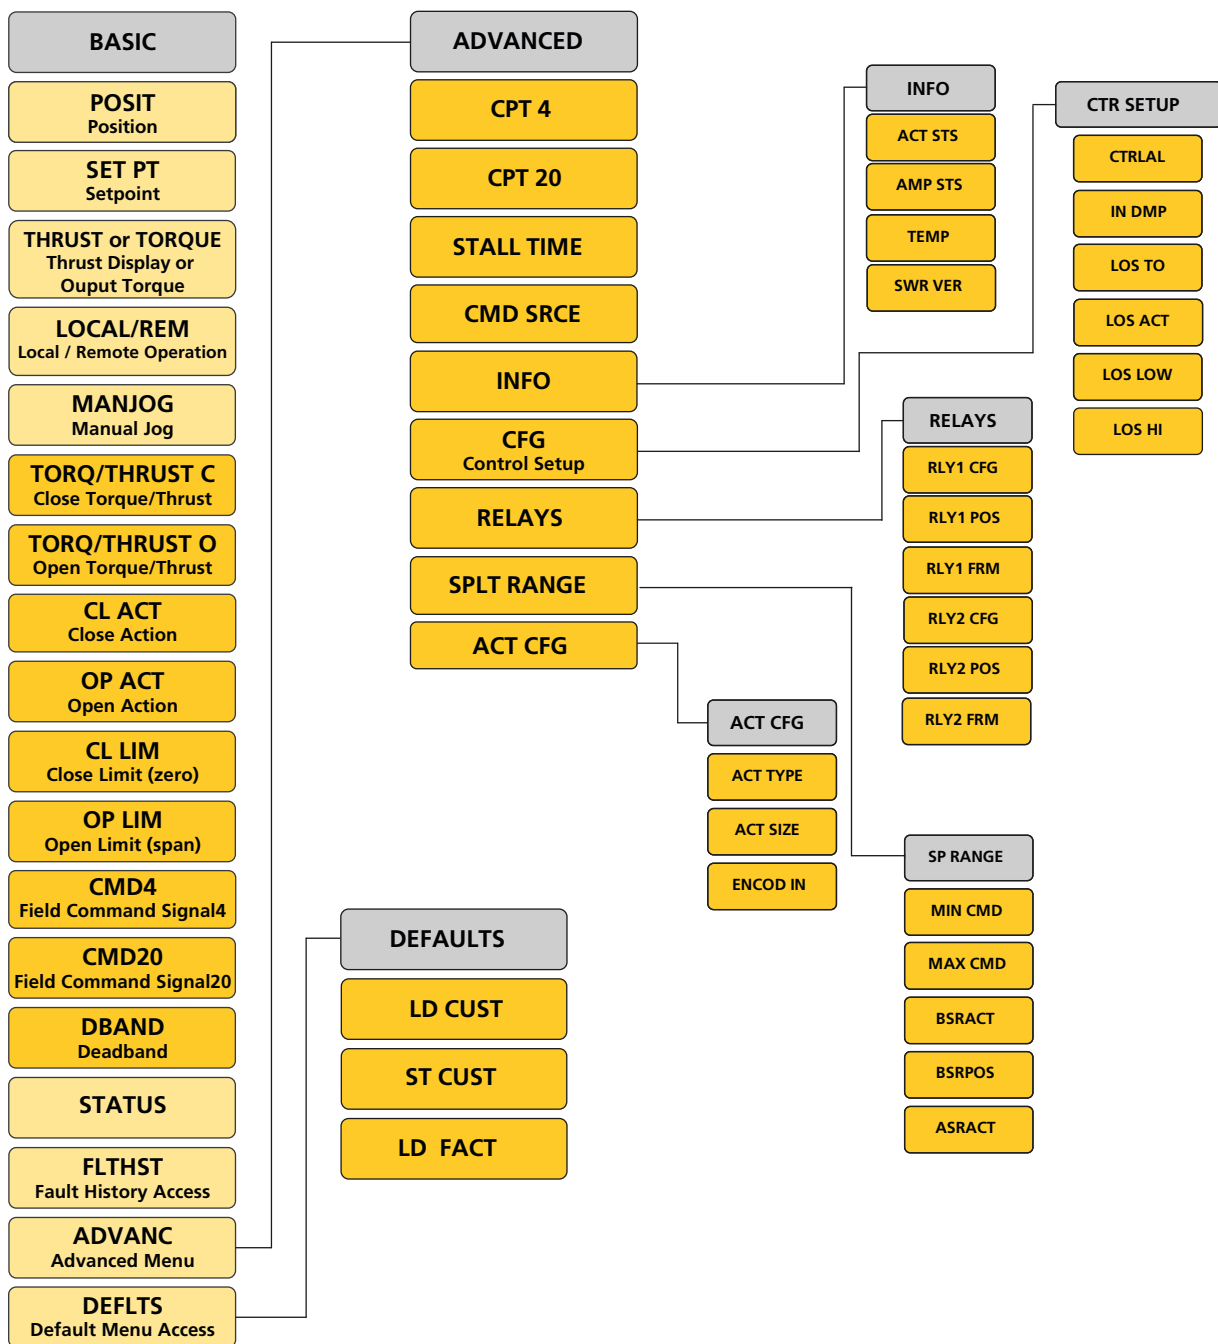 BASIC
POSIT
Position
SET PT
Setpoint
THRUST or TORQUE
Thrust Display or
Ouput Torque
LOCAL/REM
Local / Remote Operation
MANJOG
Manual Jog
TORQ/THRUST C
Close Torque/Thrust
TORQ/THRUST O
Open Torque/Thrust
CL ACT
Close Action
OP ACT
Open Action
CL LIM
Close Limit (zero)
OP LIM
Open Limit (span)
CMD4
Field Command Signal4
CMD20
Field Command Signal20
DBAND
Deadband
STATUS
FLTHST
Fault History Access
ADVANC
Advanced Menu
DEFLTS
Default Menu Access
ADVANCED
CPT 4
CPT 20
STALL TIME
CMD SRCE
INFO
CFG
Control Setup
RELAYS
SPLT RANGE
ACT CFG
DEFAULTS
LD CUST
ST CUST
LD FACT
ACT CFG
ACT TYPE
ACT SIZE
ENCOD IN
INFO
ACT STS
AMP STS
TEMP
SWR VER
RELAYS
RLY1 CFG
RLY1 POS
RLY1 FRM
RLY2 CFG
RLY2 POS
RLY2 FRM
SP RANGE
MIN CMD
MAX CMD
BSRACT
BSRPOS
ASRACT
CTR SETUP
CTRLAL
IN DMP
LOS TO
LOS ACT
LOS LOW
LOS HI